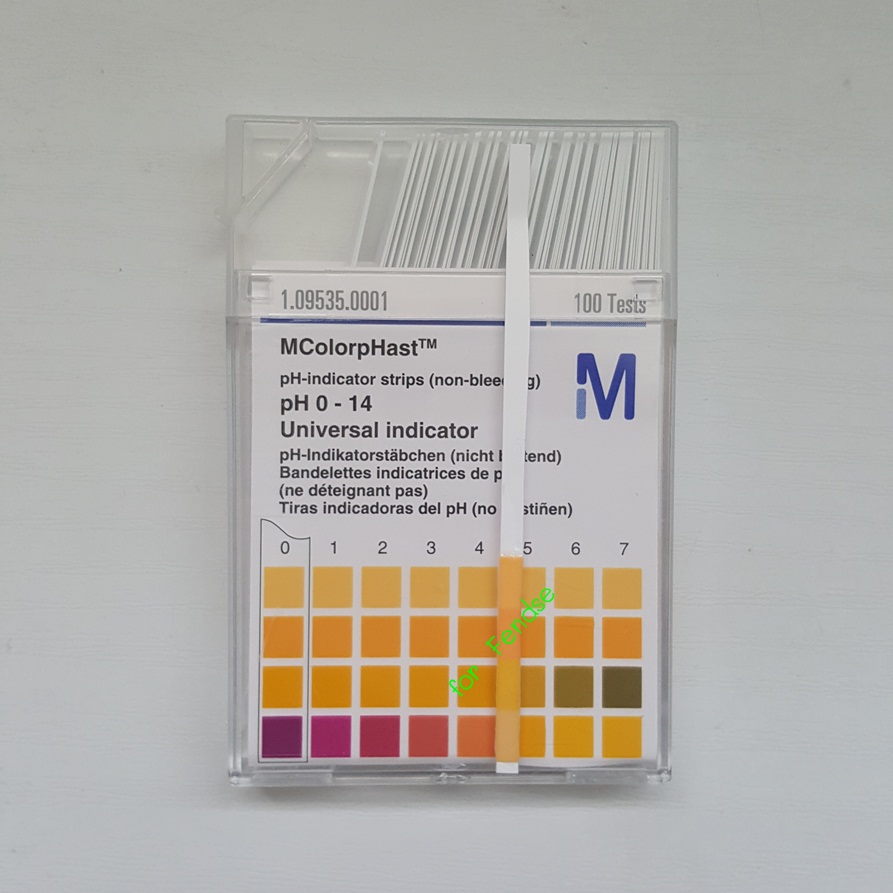 1.09535.0001 100 Tests
MColorpHast™
pH-indicator strips (non-blee g)
pH 0 - 14
M
Universal indicator
pH-Indikatorstäbchen (nicht b tend)
Bandelettes indicatrices de p
(ne déteignant pas)
Tiras indicadoras del pH (no stiñen)
0 1 2 3 4 5 6 7
for Fendse